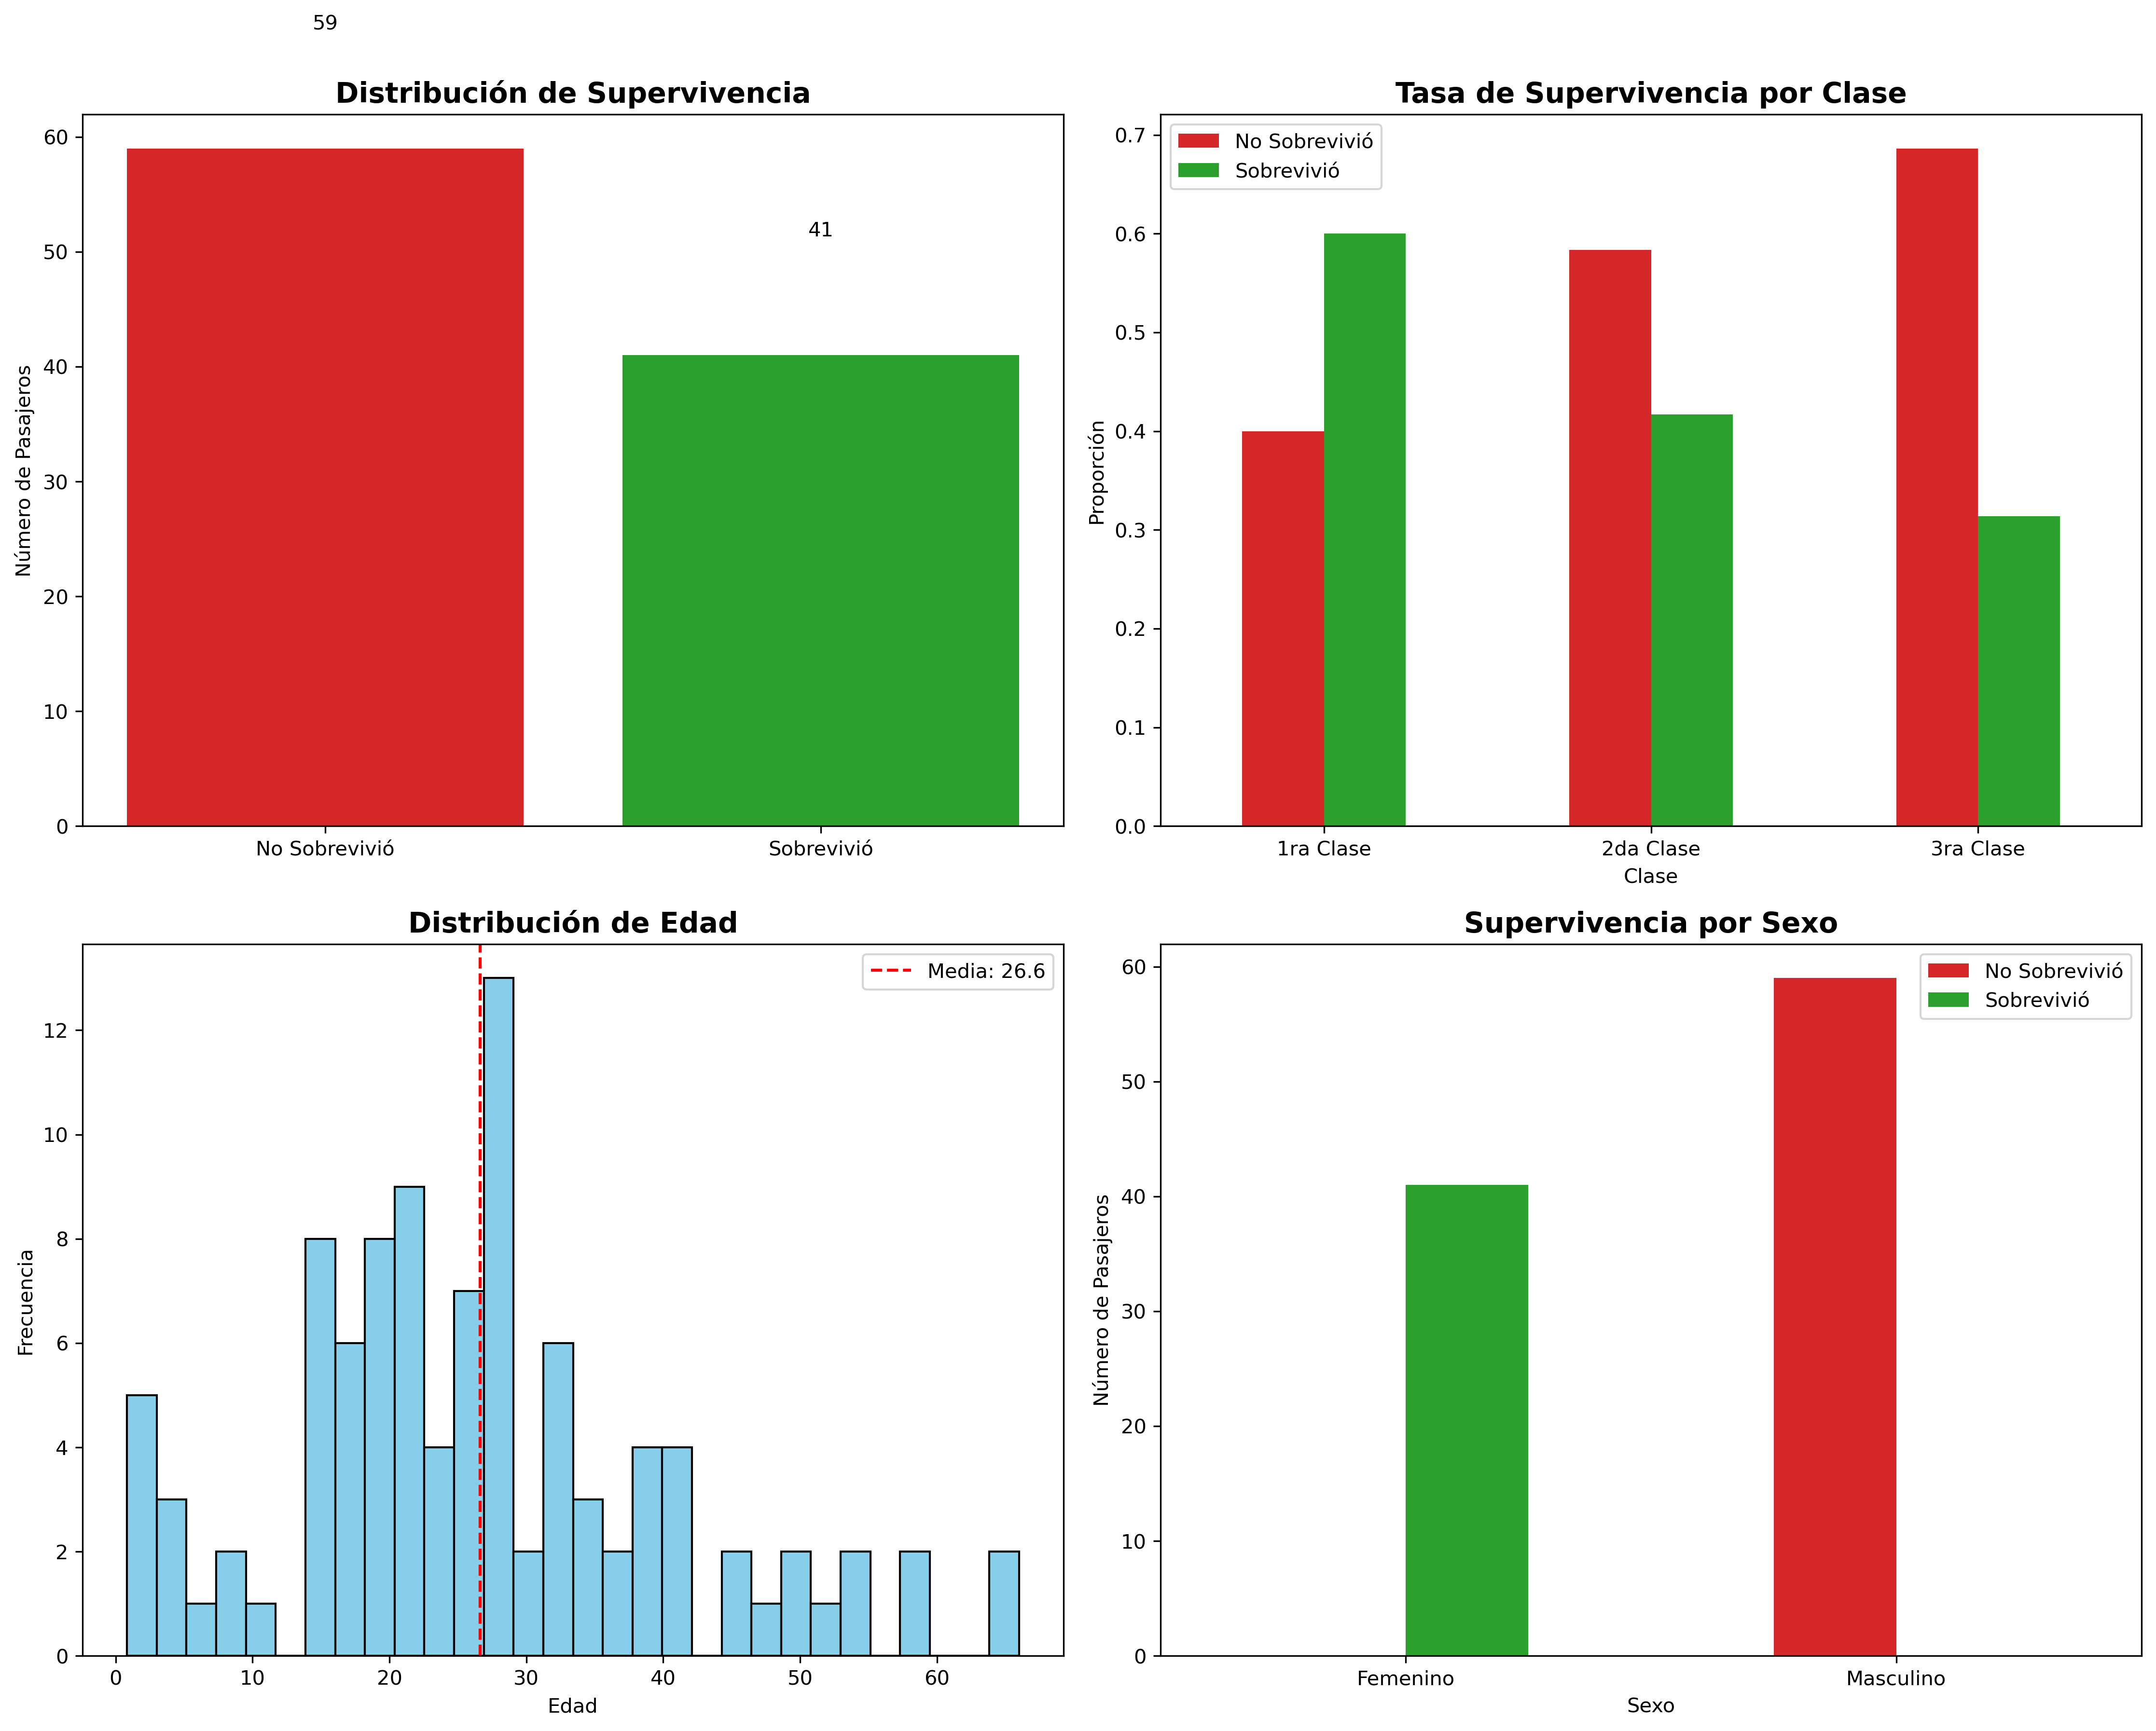 59
Distribución de Supervivencia
60
50
40
30
20
10
0
Número de Pasajeros
41
No Sobrevivió
Sobrevivió
Tasa de Supervivencia por Clase
No Sobrevivió
Sobrevivió
0.7
0.6
0.5
0.4
0.3
0.2
0.1
0.0
Proporción
1ra Clase
2da Clase
3ra Clase
Clase
Distribución de Edad
Media: 26.6
12
10
8
6
4
2
0
Frecuencia
0
10
20
30
40
50
60
Edad
Supervivencia por Sexo
No Sobrevivió
Sobrevivió
60
50
40
30
20
10
0
Número de Pasajeros
Femenino
Masculino
Sexo